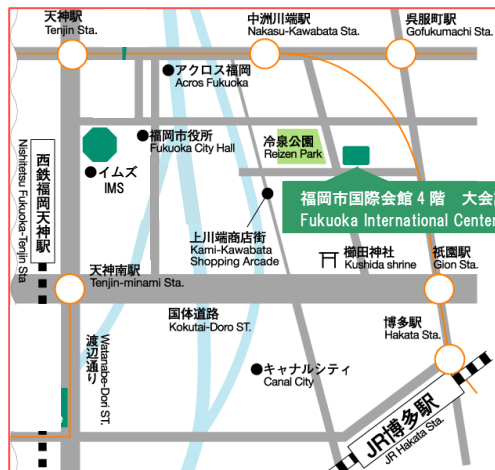 天神駅
Tenjin Sta.
中洲川端駅
Nakasu-Kawabata Sta.
呉服町駅
Gofukumachi Sta.
アクロス福岡
Acros Fukuoka
福岡市役所
Fukuoka City Hall
冷泉公園
Reizen Park
イムズ
IMS
西鉄福岡天神駅
Nishitetsu Fukuoka-Tenjin Sta
福岡市国際会館４階 大会
Fukuoka International Center
上川端商店街
Kami-Kawabata
Shopping Arcade
櫛田神社
Kushida shrine
祇園駅
Gion Sta.
天神南駅
Tenjin-minami Sta.
国体道路
Kokutai-Doro ST.
博多駅
Hakata Sta.
渡辺通り
Watanabe-Dori ST.
キャナルシティ
Canal City
JR博多駅
JR Hakata Sta.